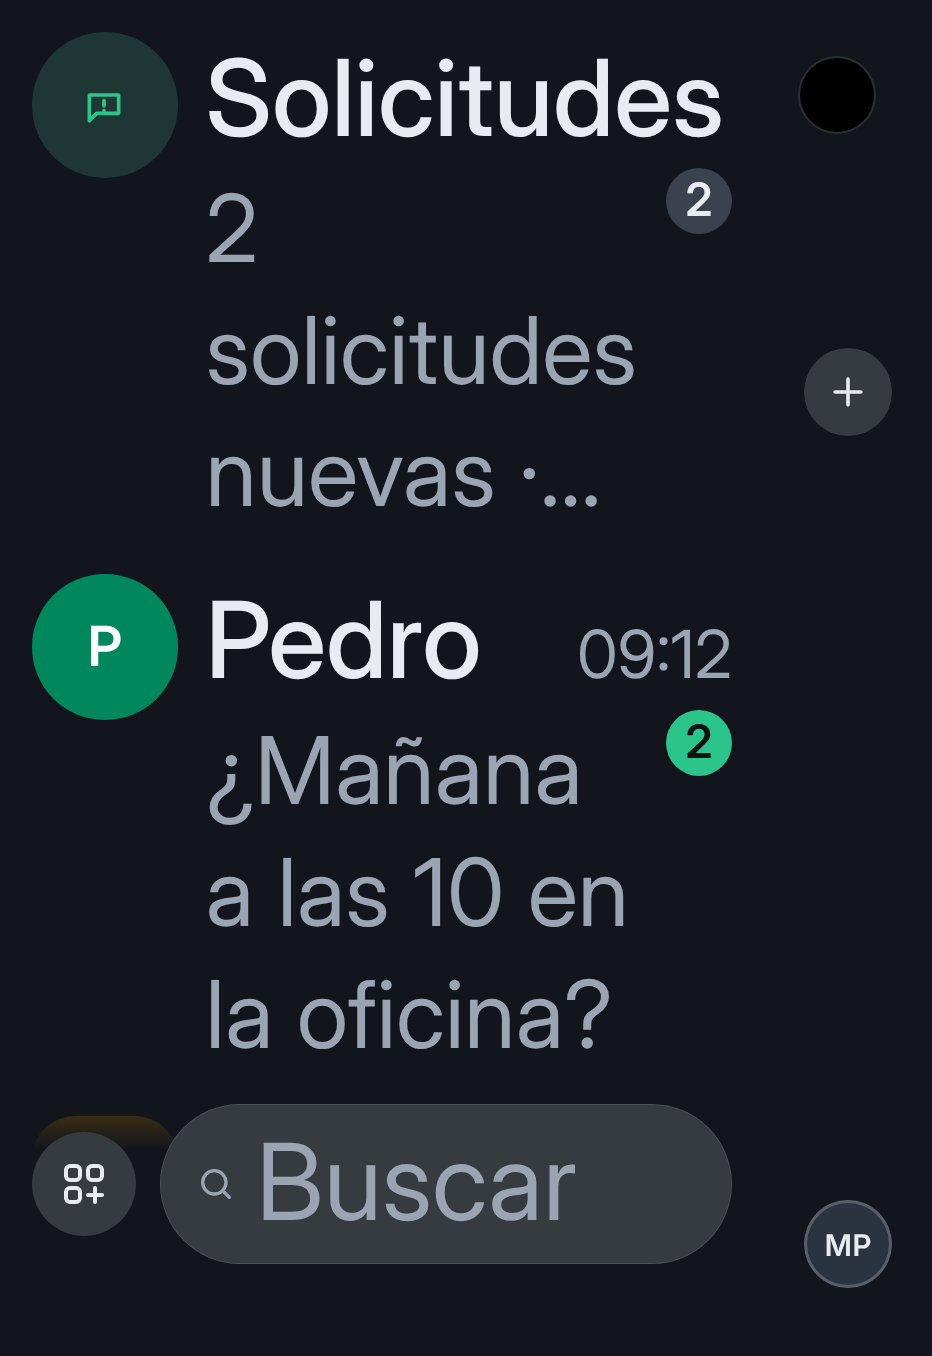 Solicitudes
2
2
solicitudes
nuevas ·...
P
Pedro
09:12
¿Mañana
2
a las 10 en
la oficina?
Buscar
MP